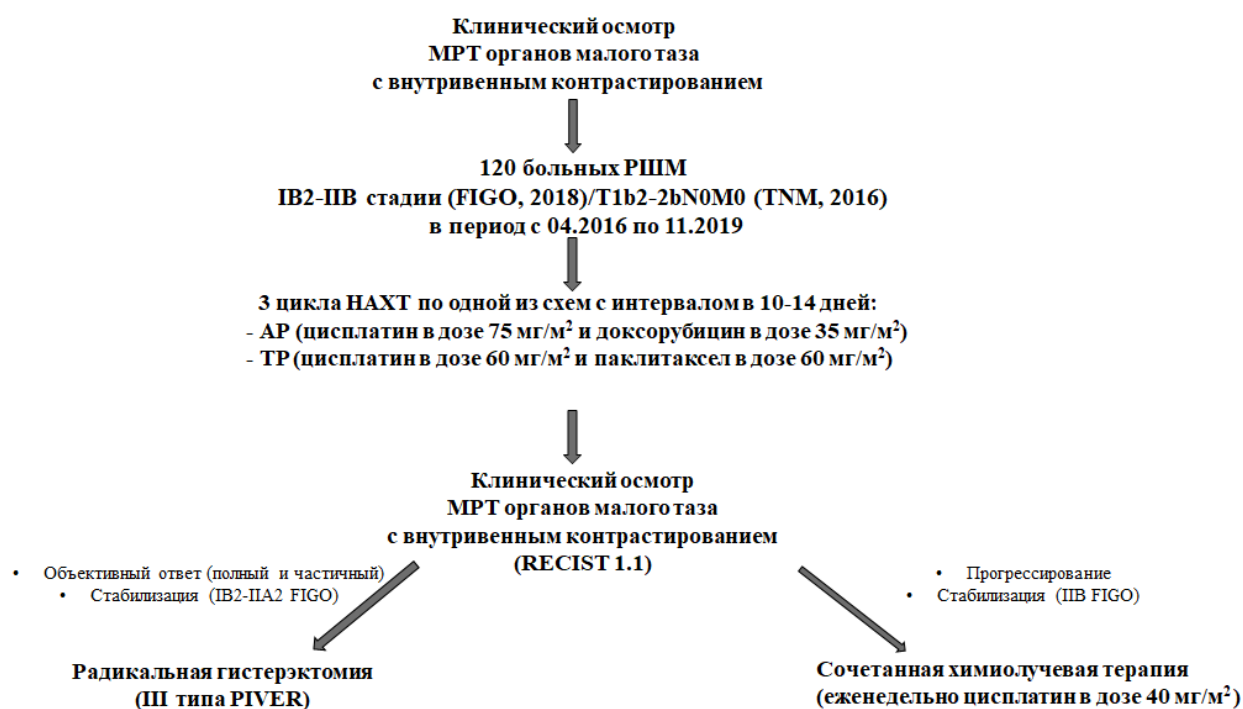 Клинический осмотр
МРТ органов малого таза
с внутривенным контрастированием
120 больных РШМ
IB2-IIB стадии (FIGO, 2018)/T1b2-2bN0M0 (TNM, 2016)
в период с 04.2016 по 11.2019
3 цикла НАХТ по одной из схем с интервалом в 10-14 дней:
- AP (цисплатин в дозе 75 мг/м² и доксорубицин в дозе 35 мг/м²)
- TP (цисплатин в дозе 60 мг/м² и паклитаксел в дозе 60 мг/м²)
Клинический осмотр
МРТ органов малого таза
с внутривенным контрастированием
(RECIST 1.1)
• Объективный ответ (полный и частичный)
• Стабилизация (IB2-IIA2 FIGO)
• Прогрессирование
• Стабилизация (IIB FIGO)
Радикальная гистерэктомия
(III типа PIVER)
Сочетанная химиолучевая терапия
(еженедельно цисплатин в дозе 40 мг/м²)